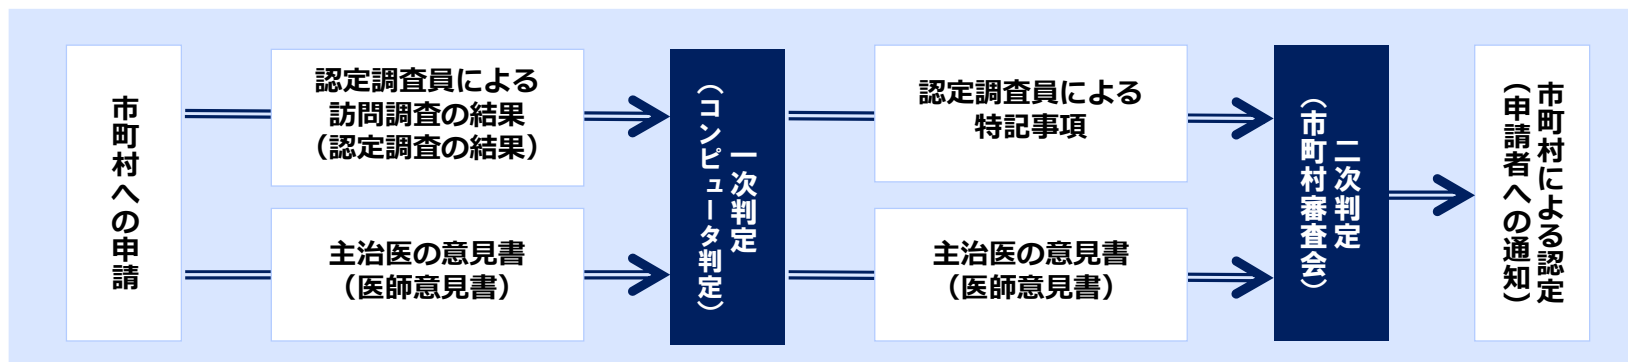 市町村への申請
認定調査員による
訪問調査の結果
（認定調査の結果）
主治医の意見書
（医師意見書）
一次判定
（コンピュータ判定）
認定調査員による
特記事項
主治医の意見書
（医師意見書）
二次判定
（市町村審査会）
市町村による認定
（申請者への通知）